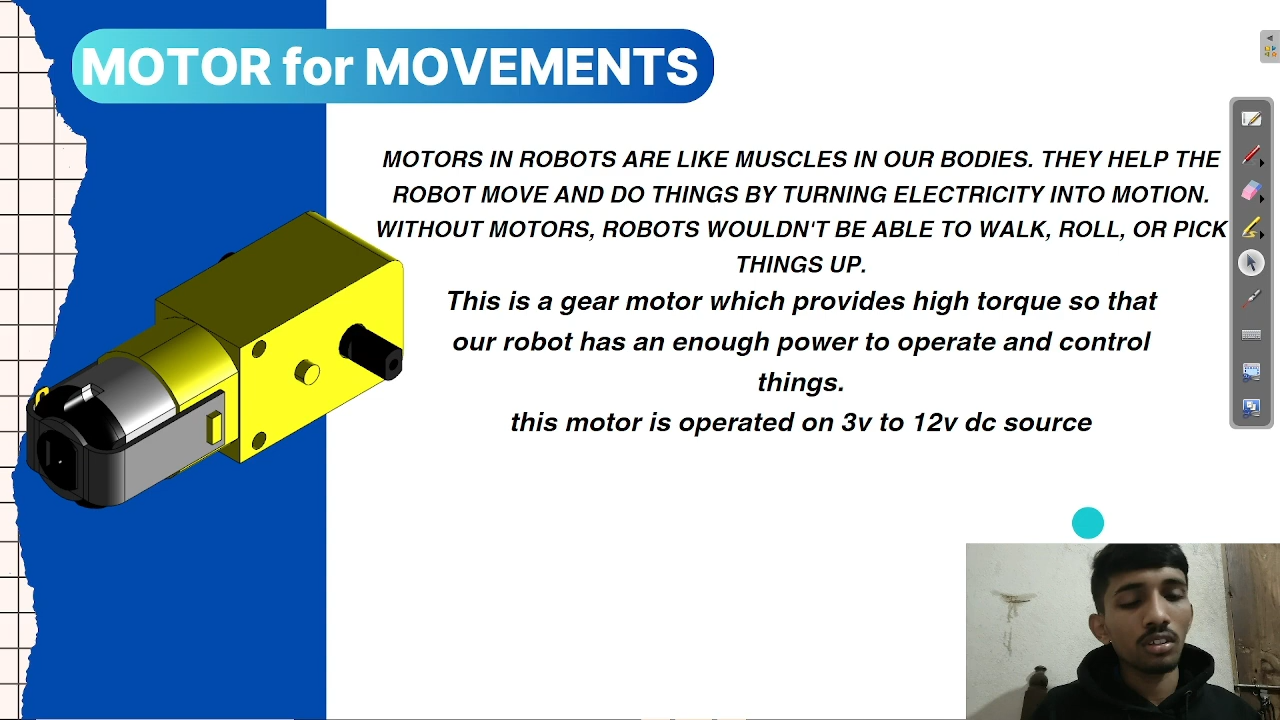 MOTOR for MOVEMENTS
MOTORS IN ROBOTS ARE LIKE MUSCLES IN OUR BODIES. THEY HELP THE
ROBOT MOVE AND DO THINGS BY TURNING ELECTRICITY INTO MOTION.
WITHOUT MOTORS, ROBOTS WOULDN'T BE ABLE TO WALK, ROLL, OR PICK
THINGS UP.
This is a gear motor which provides high torque so that
our robot has an enough power to operate and control
things.
this motor is operated on 3v to 12v dc source